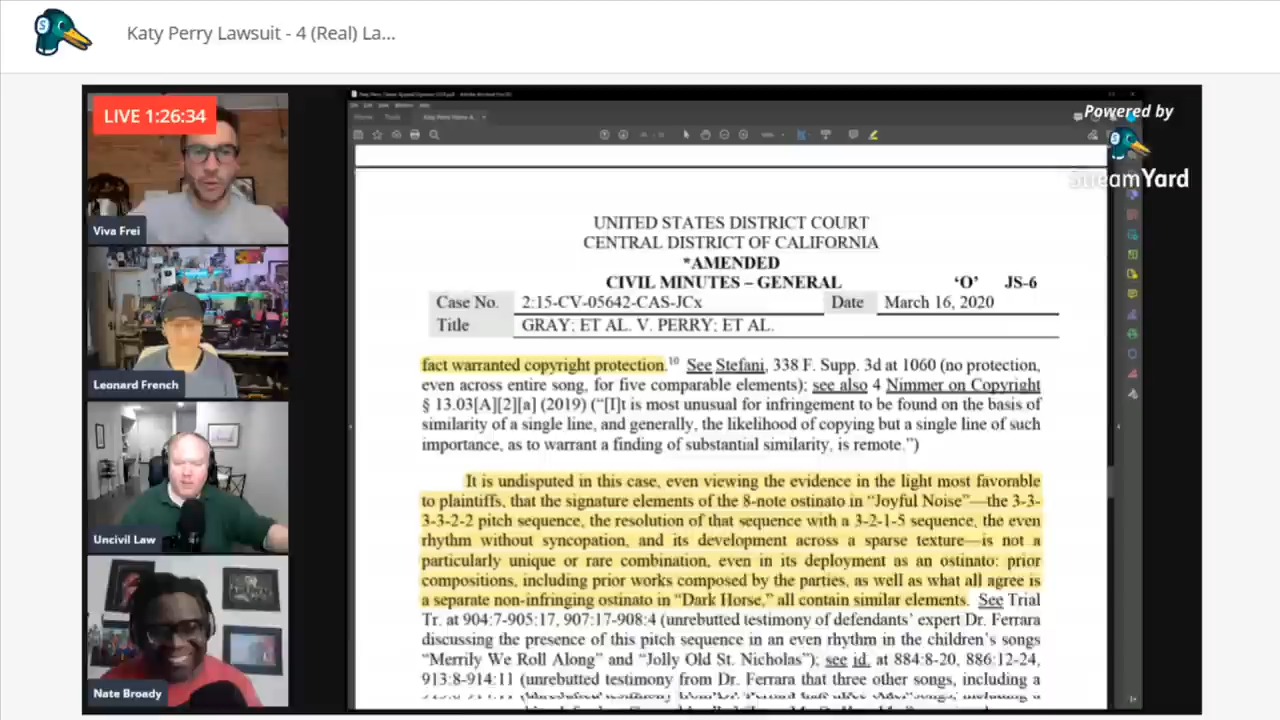 Katy Perry Lawsuit - 4 (Real) La...
LIVE 1:26:34
Powered by
StreamYard
Viva Frei
Leonard French
Uncivil Law
Nate Broady
UNITED STATES DISTRICT COURT
CENTRAL DISTRICT OF CALIFORNIA
*AMENDED
CIVIL MINUTES – GENERAL ‘O’ JS-6
Case No. 2:15-CV-05642-CAS-JCx Date March 16, 2020
Title GRAY; ET AL. V. PERRY; ET AL.
fact warranted copyright protection.10 See Stefani, 338 F. Supp. 3d at 1060 (no protection,
even across entire song, for five comparable elements); see also 4 Nimmer on Copyright
§ 13.03[A][2][a] (2019) (“[I]t is most unusual for infringement to be found on the basis of
similarity of a single line, and generally, the likelihood of copying but a single line of such
importance, as to warrant a finding of substantial similarity, is remote.”)
It is undisputed in this case, even viewing the evidence in the light most favorable
to plaintiffs, that the signature elements of the 8-note ostinato in “Joyful Noise”—the 3-3-
3-3-2-2 pitch sequence, the resolution of that sequence with a 3-2-1-5 sequence, the even
rhythm without syncopation, and its development across a sparse texture—is not a
particularly unique or rare combination, even in its deployment as an ostinato: prior
compositions, including prior works composed by the parties, as well as what all agree is
a separate non-infringing ostinato in “Dark Horse,” all contain similar elements. See Trial
Tr. at 904:7-905:17, 907:17-908:4 (unrebutted testimony of defendants’ expert Dr. Ferrara
discussing the presence of this pitch sequence in an even rhythm in the children’s songs
“Merrily We Roll Along” and “Jolly Old St. Nicholas”); see id. at 884:8-20, 886:12-24,
913:8-914:11 (unrebutted testimony from Dr. Ferrara that three other songs, including a